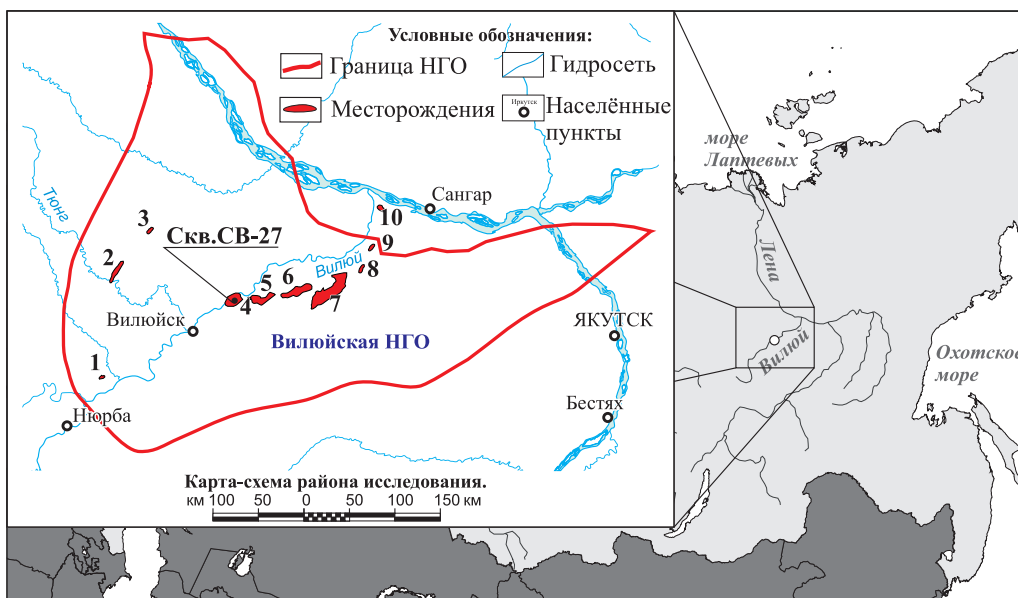 Условные обозначения:
Граница НГО
Гидросеть
Месторождения
Иркутск
Населённые
пункты
море
Лаптевых
Тюнг
Сангар
10
3
Скв.СВ-27
9
Лена
2
Вилюй
8
6
5
4
7
Вилюйск
Вилюйская НГО
ЯКУТСК
Вилюй
Охотское
море
1
Нюрба
Бестях
Карта-схема района исследования.
км 100 50 0 50 100 150 км